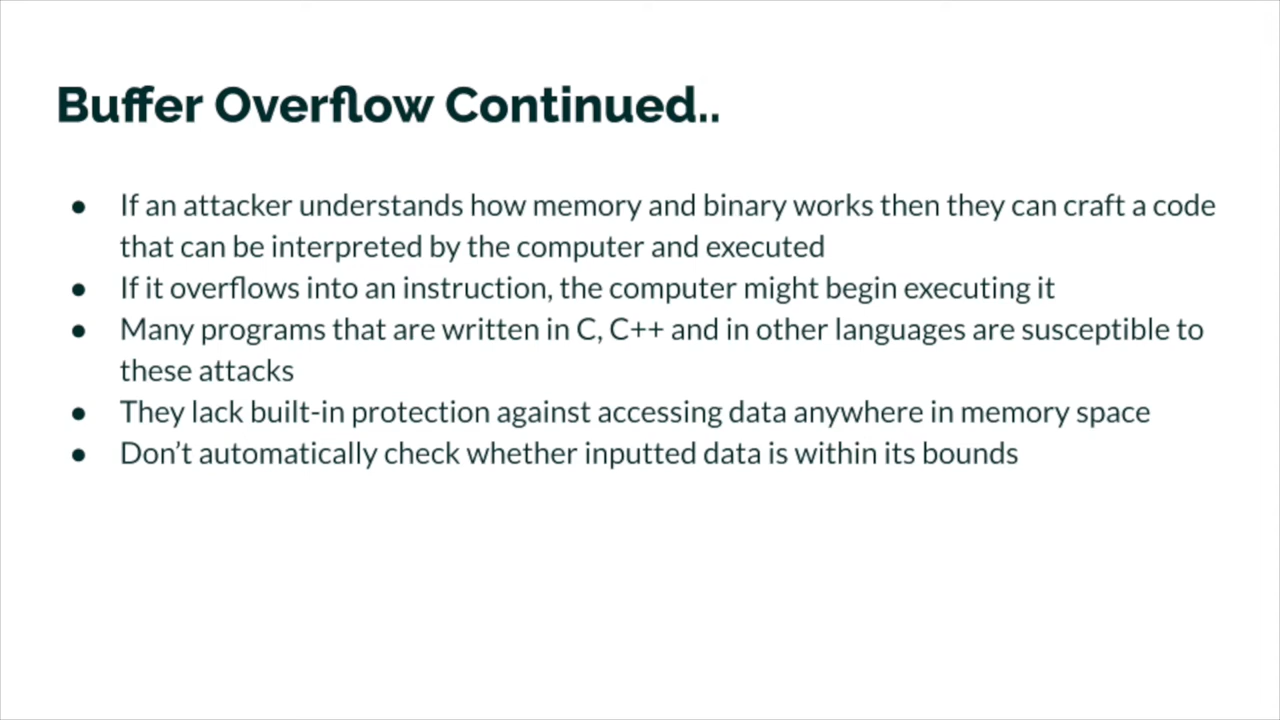 Buffer Overflow Continued..
● If an attacker understands how memory and binary works then they can craft a code
that can be interpreted by the computer and executed
● If it overflows into an instruction, the computer might begin executing it
● Many programs that are written in C, C++ and in other languages are susceptible to
these attacks
● They lack built-in protection against accessing data anywhere in memory space
● Don’t automatically check whether inputted data is within its bounds